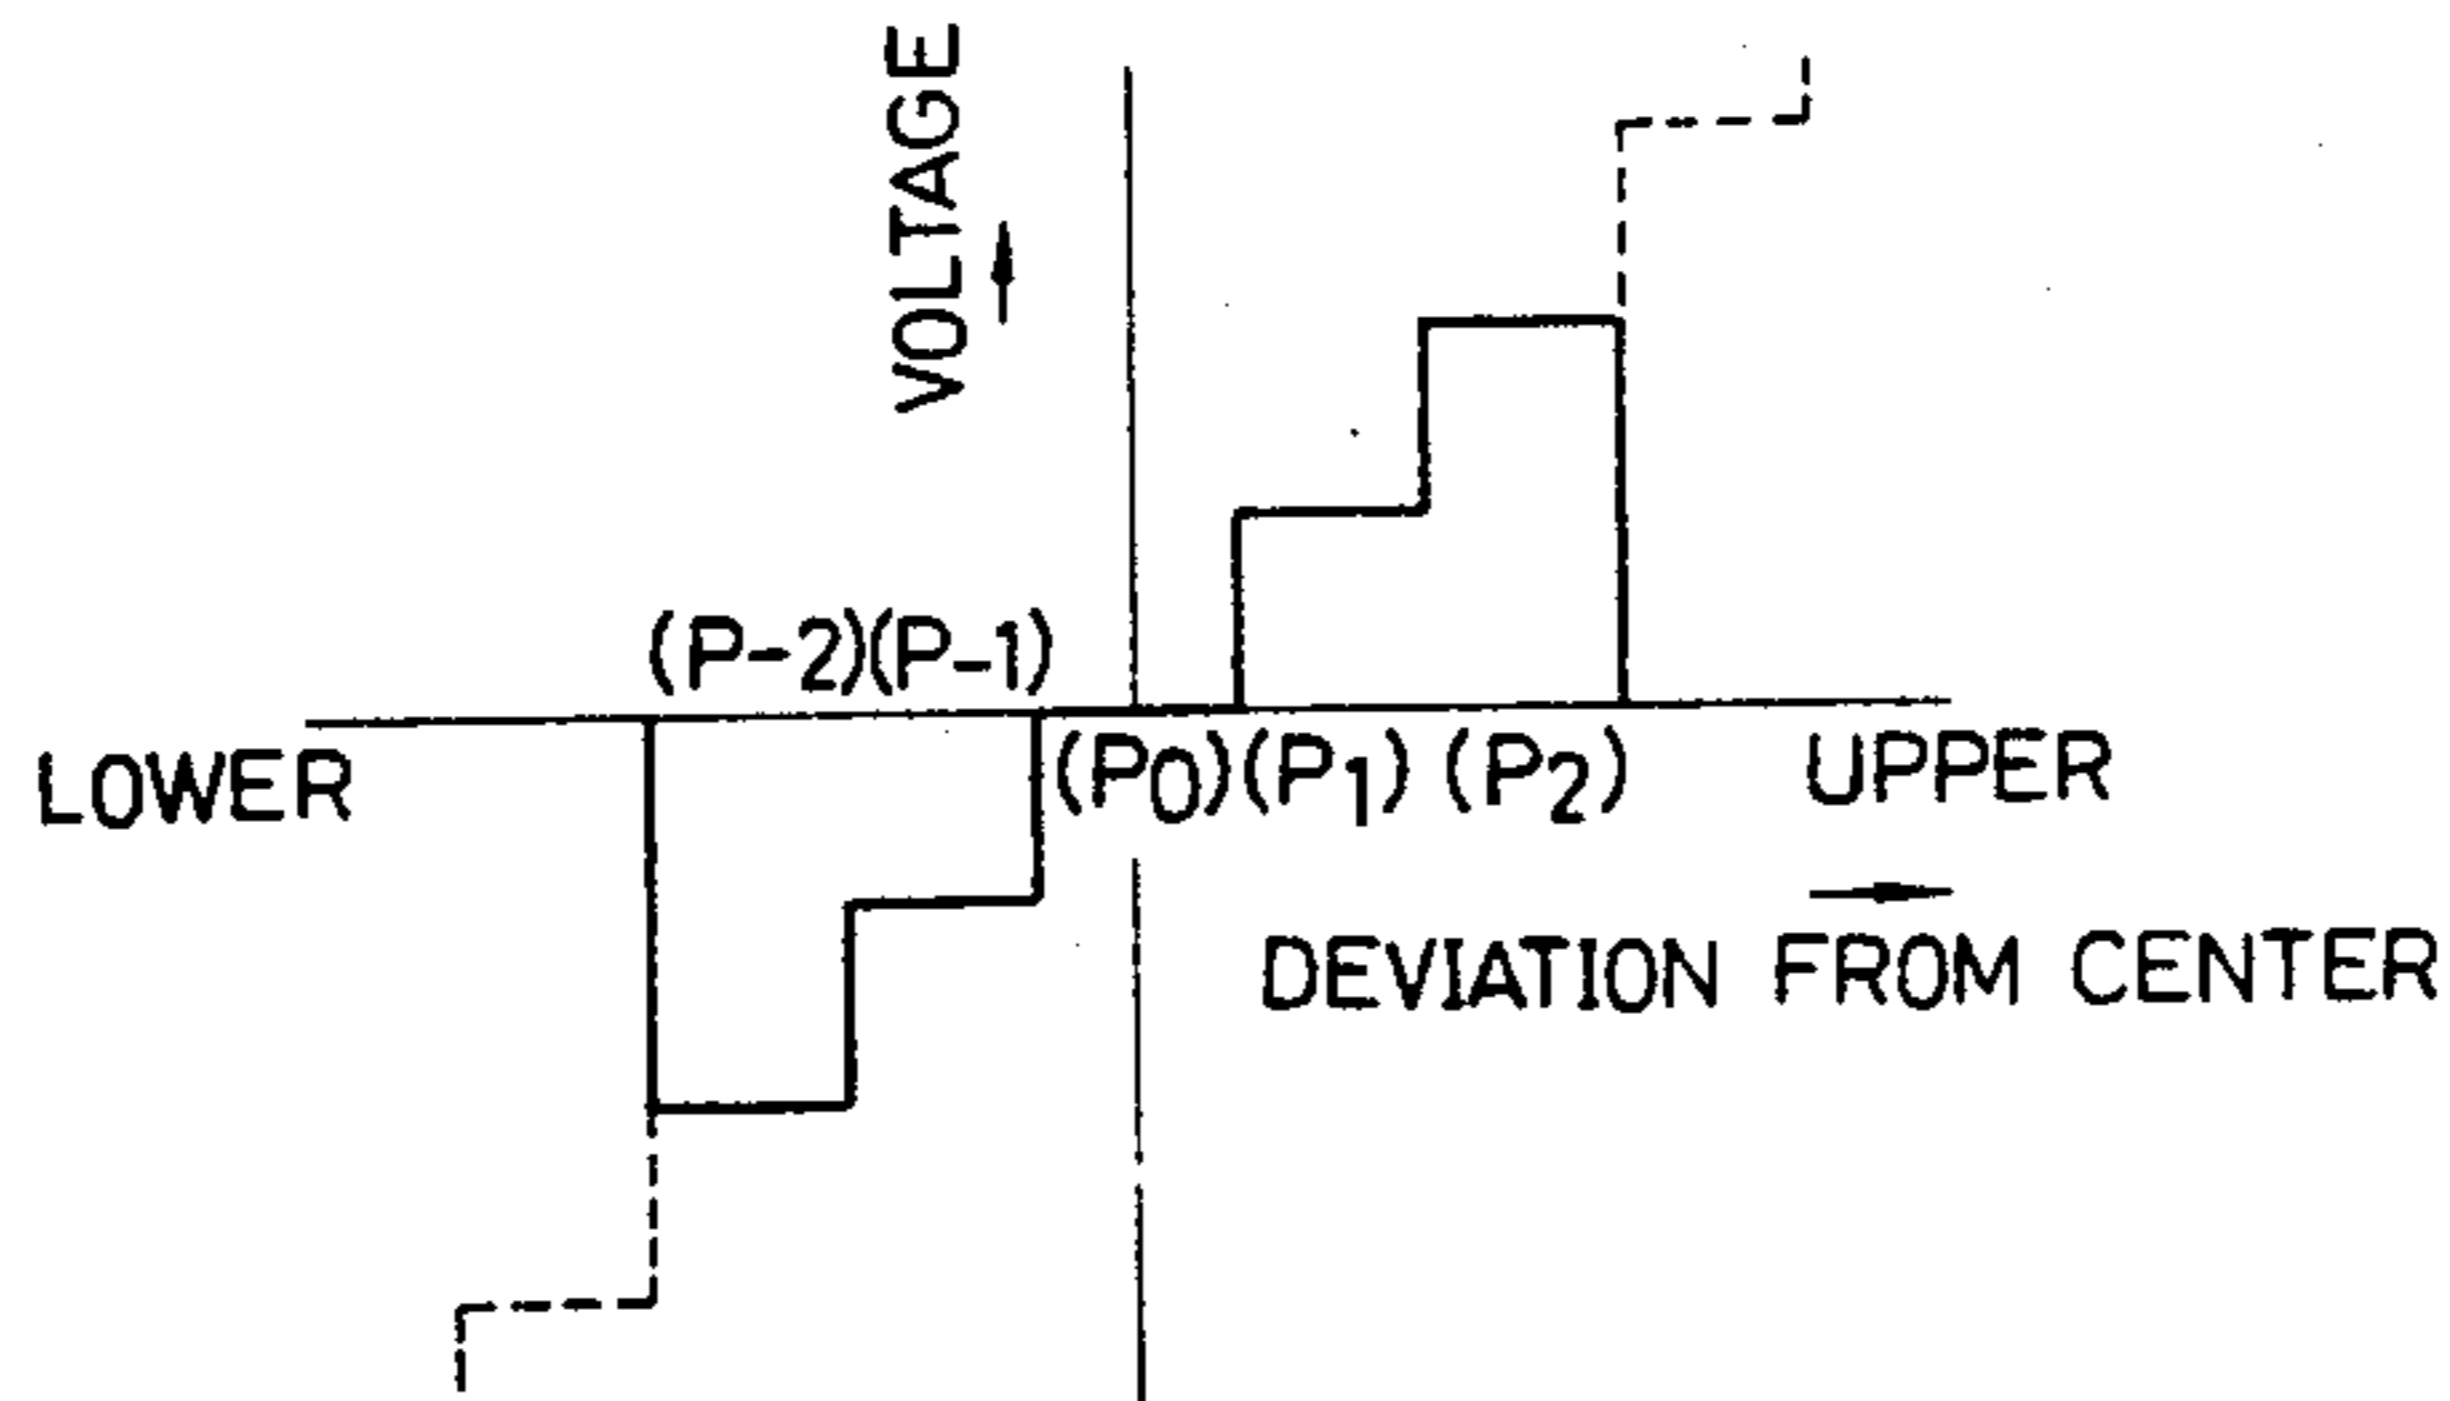 VOLTAGE
(P-2)(P-1)
LOWER
(P0)(P1) (P2)
UPPER
DEVIATION FROM CENTER